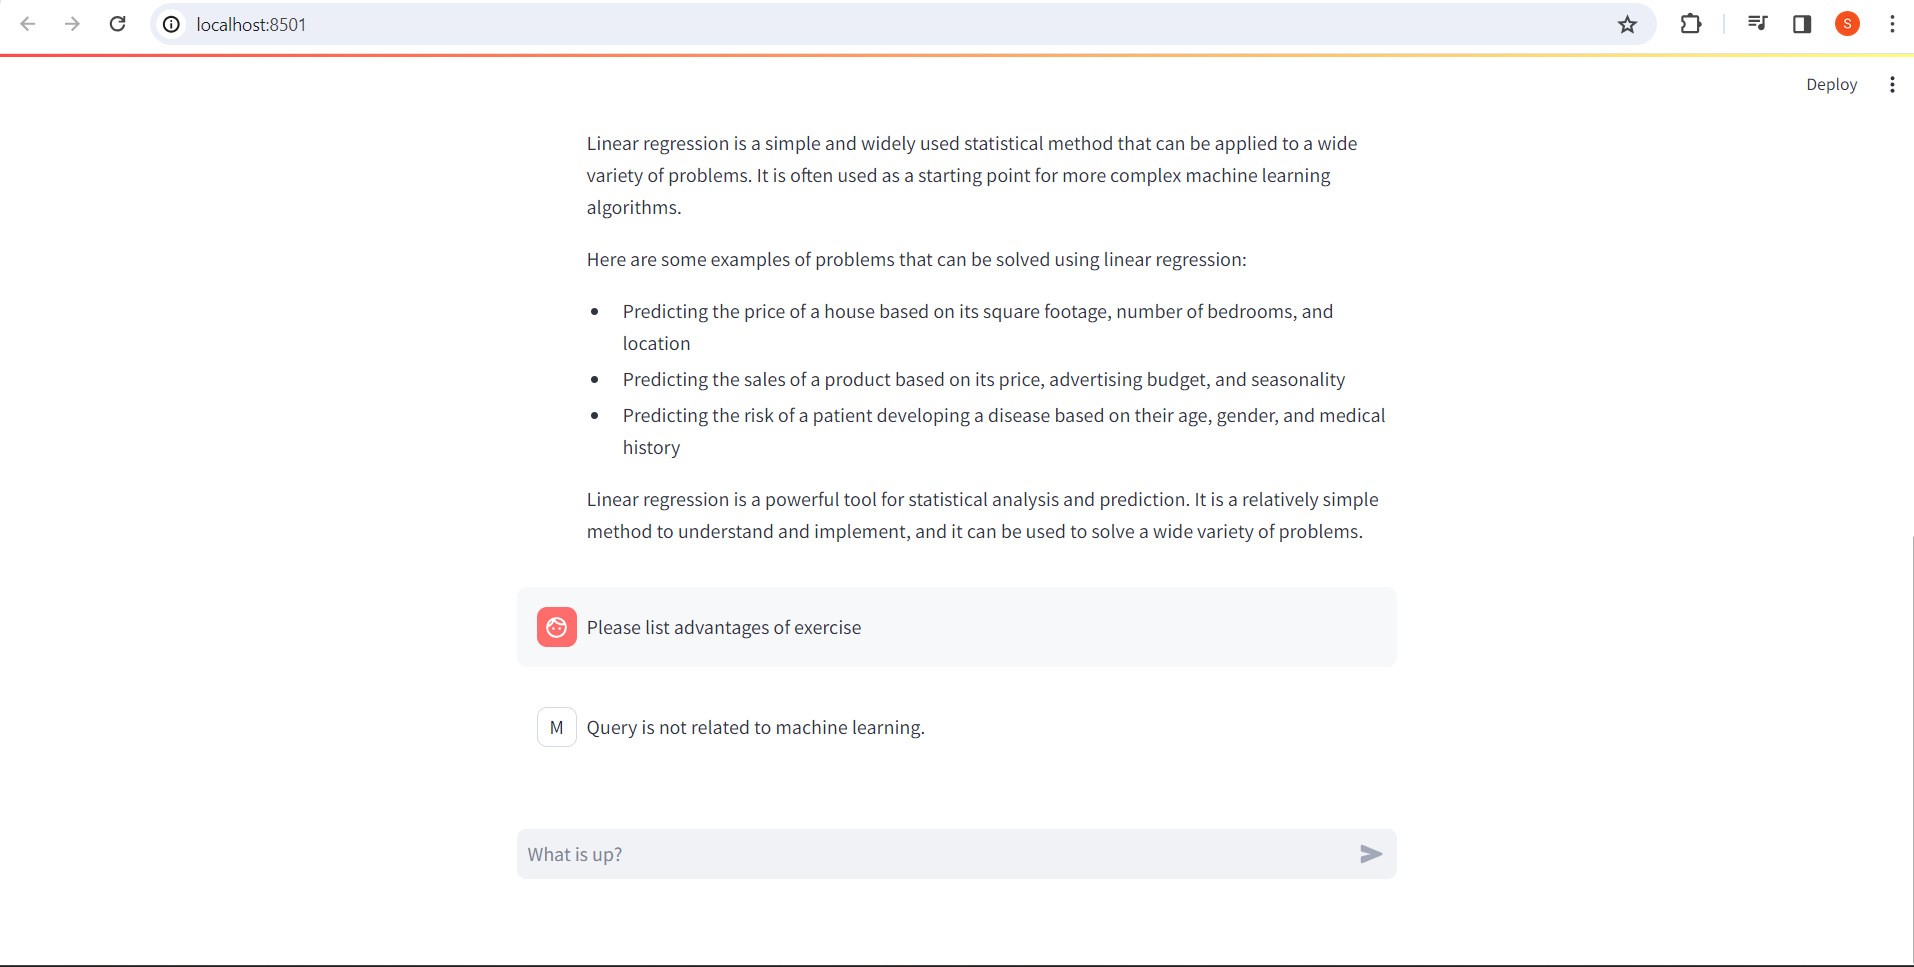 localhost:8501
S
Deploy
Linear regression is a simple and widely used statistical method that can be applied to a wide
variety of problems. It is often used as a starting point for more complex machine learning
algorithms.
Here are some examples of problems that can be solved using linear regression:
Predicting the price of a house based on its square footage, number of bedrooms, and
location
Predicting the sales of a product based on its price, advertising budget, and seasonality
Predicting the risk of a patient developing a disease based on their age, gender, and medical
history
Linear regression is a powerful tool for statistical analysis and prediction. It is a relatively simple
method to understand and implement, and it can be used to solve a wide variety of problems.
Please list advantages of exercise
M Query is not related to machine learning.
What is up?